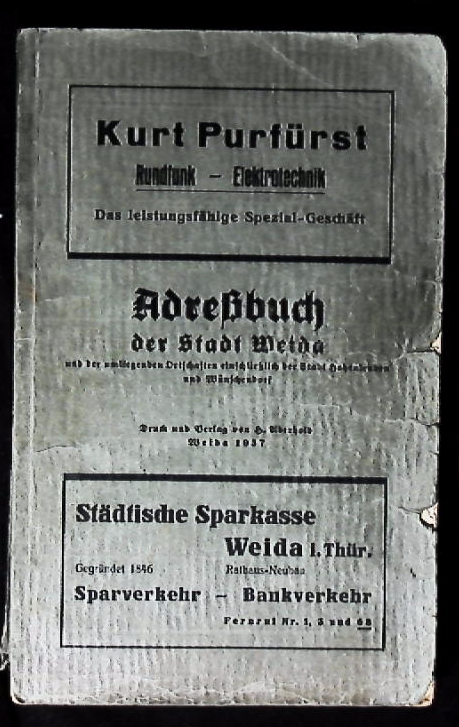 Kurt Purfürst
Rundfunk – Elektrotechnik
Das leistungsfähige Spezial-Geschäft
Adreßbuch
der Stadt Weida
und der umliegenden Ortschaften einschließlich der Stadt Hohenleuben
und Wünschendorf
Druck und Verlag von H. Aderhold
Weida 1937
Städtische Sparkasse
Weida i. Thür.
Gegründet 1846 Rathaus-Neubau
Sparverkehr – Bankverkehr
Fernruf Nr. 1, 3 und 68